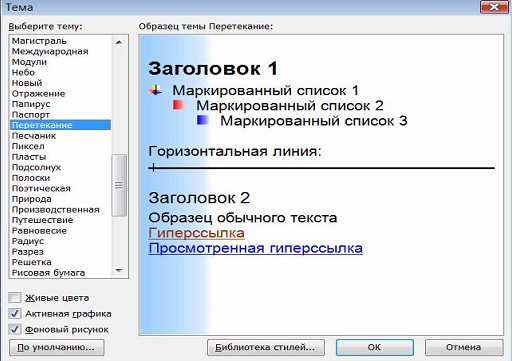 Тема
Выберите тему:
Магистраль
Международная
Модули
Небо
Новый
Отражение
Папирус
Паспорт
Перетекание
Песчаник
Пиксел
Пласты
Подсолнух
Полоски
Поэтическая
Природа
Производственная
Путешествие
Равновесие
Радиус
Разрез
Решетка
Рисовая бумага
Живые цвета
Активная графика
Фоновый рисунок
По умолчанию...
Образец темы Перетекание:
Заголовок 1
Маркированный список 1
Маркированный список 2
Маркированный список 3
Горизонтальная линия:
Заголовок 2
Образец обычного текста
Гиперссылка
Просмотренная гиперссылка
Библиотека стилей...
ОК
Отмена